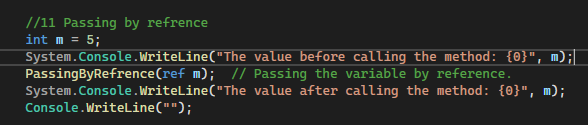 //11 Passing by refrence
int m = 5;
System.Console.WriteLine("The value before calling the method: {0}", m);
PassingByRefrence(ref m);  // Passing the variable by reference.
System.Console.WriteLine("The value after calling the method: {0}", m);
Console.WriteLine("");